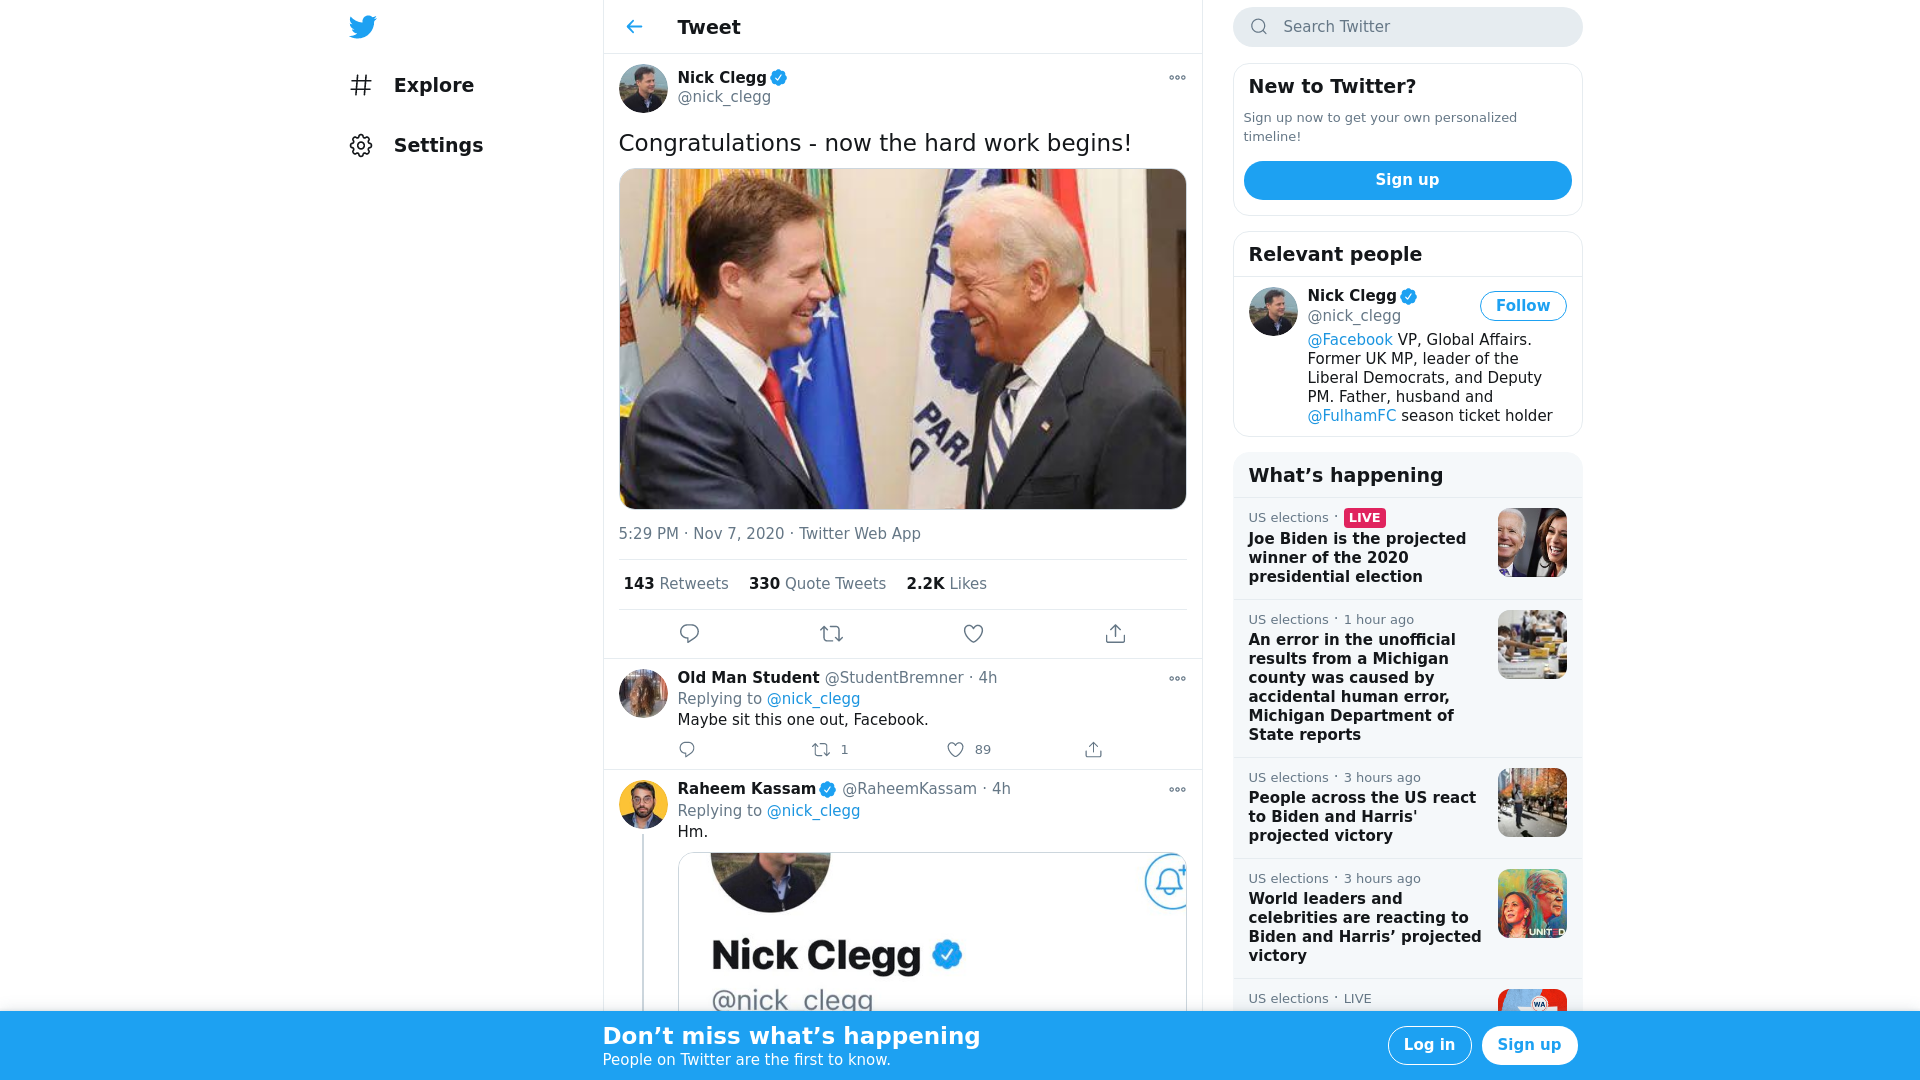 Explore
Settings
Tweet
Nick Clegg
@nick_clegg
Congratulations - now the hard work begins!
PARA
5:29 PM · Nov 7, 2020 · Twitter Web App
143 Retweets 330 Quote Tweets 2.2K Likes
Old Man Student @StudentBremner · 4h
Replying to @nick_clegg
Maybe sit this one out, Facebook.
1 89
Raheem Kassam @RaheemKassam · 4h
Replying to @nick_clegg
Hm.
Nick Clegg
@nick_clegg
Search Twitter
New to Twitter?
Sign up now to get your own personalized
timeline!
Sign up
Relevant people
Nick Clegg
@nick_clegg
Follow
@Facebook VP, Global Affairs.
Former UK MP, leader of the
Liberal Democrats, and Deputy
PM. Father, husband and
@FulhamFC season ticket holder
What’s happening
US elections · LIVE
Joe Biden is the projected
winner of the 2020
presidential election
US elections · 1 hour ago
An error in the unofficial
results from a Michigan
county was caused by
accidental human error,
Michigan Department of
State reports
US elections · 3 hours ago
People across the US react
to Biden and Harris'
projected victory
US elections · 3 hours ago
World leaders and
celebrities are reacting to
Biden and Harris’ projected
victory
UNITED
US elections · LIVE
WA
Don’t miss what’s happening
People on Twitter are the first to know.
Log in
Sign up